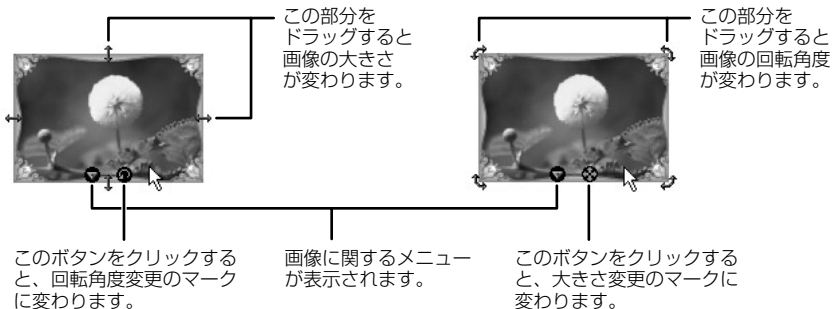 この部分を
ドラッグすると
画像の大きさ
が変わります。
この部分を
ドラッグすると
画像の回転角度
が変わります。
このボタンをクリックする
と、回転角度変更のマーク
に変わります。
画像に関するメニュー
が表示されます。
このボタンをクリックする
と、大きさ変更のマークに
変わります。